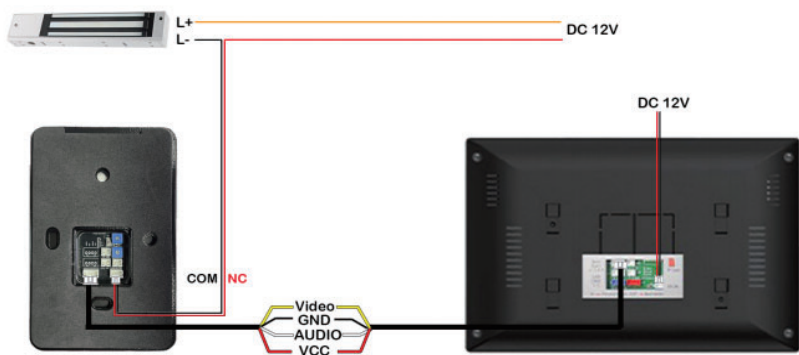 L+
L-
DC 12V
DC 12V
COM NC
Video
GND
AUDIO
VCC